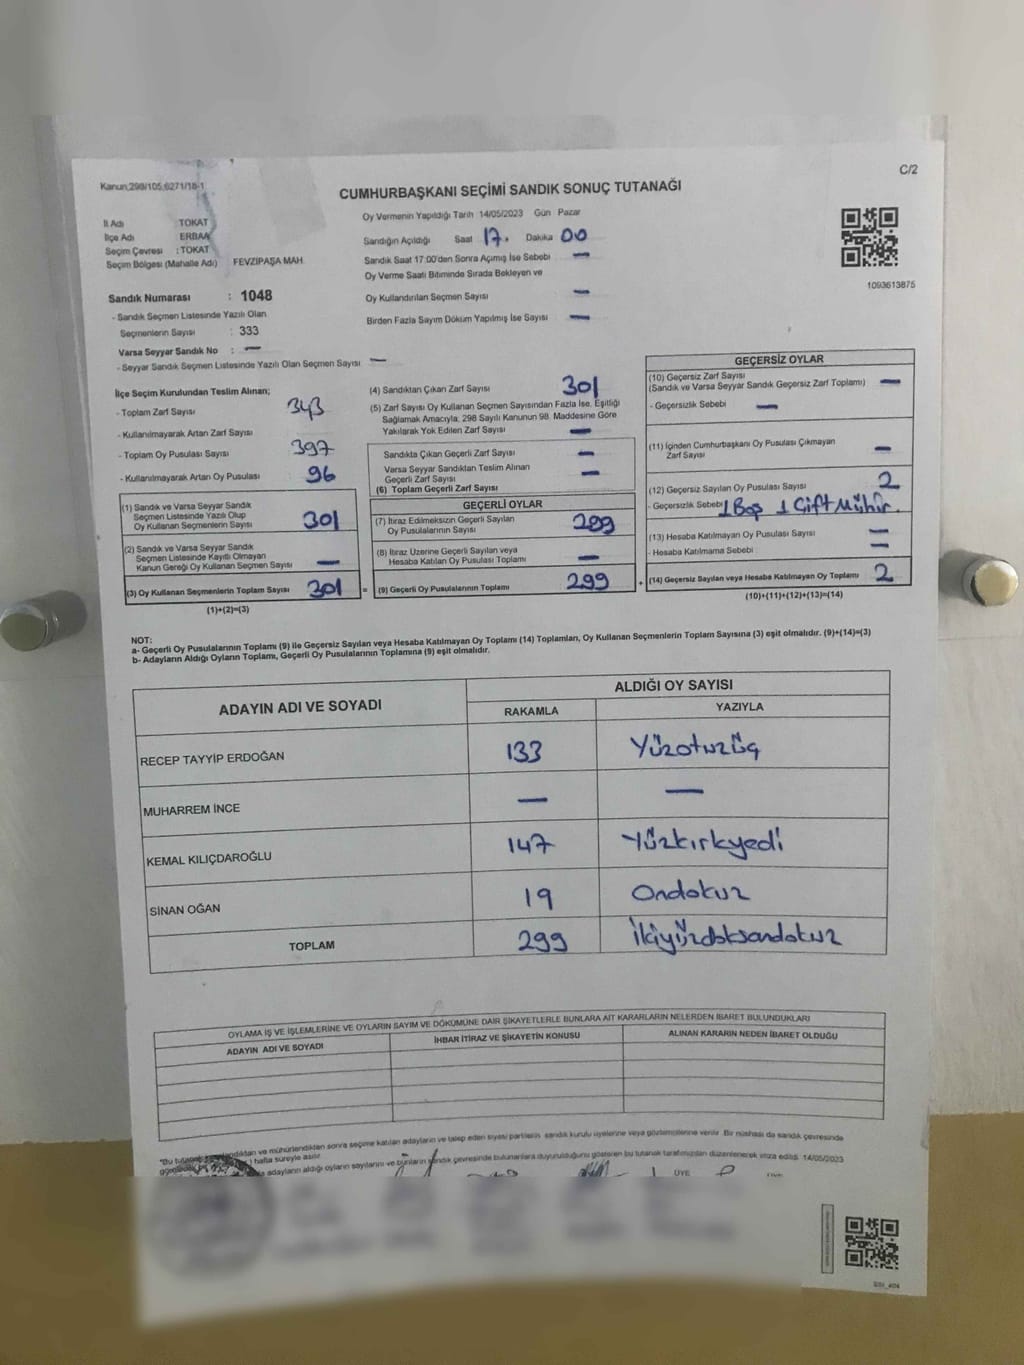 Kanun,298/105,6271/18-1
C/2
CUMHURBAŞKANI SEÇİMİ SANDIK SONUÇ TUTANAĞI
İl Adı TOKAT
İlçe Adı ERBAA
Seçim Çevresi : TOKAT
Seçim Bölgesi (Mahalle Adı) FEVZİPAŞA MAH.
Sandık Numarası : 1048
- Sandık Seçmen Listesinde Yazılı Olan
Seçmenlerin Sayısı : 333
Varsa Seyyar Sandık No : —
- Seyyar Sandık Seçmen Listesinde Yazılı Olan Seçmen Sayısı —
Oy Vermenin Yapıldığı Tarih 14/05/2023 Gün Pazar
Sandığın Açıldığı Saat 17. Dakika 00
Sandık Saat 17:00'den Sonra Açımış İse Sebebi —
Oy Verme Saati Bitiminde Sırada Bekleyen ve
Oy Kullandırılan Seçmen Sayısı —
Birden Fazla Sayım Döküm Yapılmış İse Sayısı —
1093613875
İlçe Seçim Kurulundan Teslim Alınan;
- Toplam Zarf Sayısı 343
- Kullanılmayarak Artan Zarf Sayısı
- Toplam Oy Pusulası Sayısı 397
- Kullanılmayarak Artan Oy Pusulası 96
(1) Sandık ve Varsa Seyyar Sandık
Seçmen Listesinde Yazılı Olup
Oy Kullanan Seçmenlerin Sayısı 301
(2) Sandık ve Varsa Seyyar Sandık
Seçmen Listesinde Kayıtlı Olmayan
Kanun Gereği Oy Kullanan Seçmen Sayısı —
(3) Oy Kullanan Seçmenlerin Toplam Sayısı 301 =
(1)+(2)=(3)
(4) Sandıktan Çıkan Zarf Sayısı 301
(5) Zarf Sayısı Oy Kullanan Seçmen Sayısından Fazla İse, Eşitliği
Sağlamak Amacıyla; 298 Sayılı Kanunun 98. Maddesine Göre
Yakılarak Yok Edilen Zarf Sayısı —
Sandıkta Çıkan Geçerli Zarf Sayısı —
Varsa Seyyar Sandıktan Teslim Alınan
Geçerli Zarf Sayısı —
(6) Toplam Geçerli Zarf Sayısı
GEÇERLİ OYLAR
(7) İtiraz Edilmeksizin Geçerli Sayılan
Oy Pusulalarının Sayısı 299
(8) İtiraz Üzerine Geçerli Sayılan veya
Hesaba Katılan Oy Pusulası Toplamı —
(9) Geçerli Oy Pusulalarının Toplamı 299 +
GEÇERSİZ OYLAR
(10) Geçersiz Zarf Sayısı
(Sandık ve Varsa Seyyar Sandık Geçersiz Zarf Toplamı) —
- Geçersizlik Sebebi —
(11) İçinden Cumhurbaşkanı Oy Pusulası Çıkmayan
Zarf Sayısı —
(12) Geçersiz Sayılan Oy Pusulası Sayısı 2
- Geçersizlik Sebebi 1 Boş 1 Çift Mühür.
(13) Hesaba Katılmayan Oy Pusulası Sayısı —
- Hesaba Katılmama Sebebi —
(14) Geçersiz Sayılan veya Hesaba Katılmayan Oy Toplamı 2
(10)+(11)+(12)+(13)=(14)
NOT:
a- Geçerli Oy Pusulalarının Toplamı (9) ile Geçersiz Sayılan veya Hesaba Katılmayan Oy Toplamı (14) Toplamları, Oy Kullanan Seçmenlerin Toplam Sayısına (3) eşit olmalıdır. (9)+(14)=(3)
b- Adayların Aldığı Oyların Toplamı, Geçerli Oy Pusulalarının Toplamına (9) eşit olmalıdır.
ADAYIN ADI VE SOYADI
ALDIĞI OY SAYISI
RAKAMLA YAZIYLA
RECEP TAYYİP ERDOĞAN 133 Yüzotuzüç
MUHARREM İNCE — —
KEMAL KILIÇDAROĞLU 147 Yüzkırkyedi
SİNAN OĞAN 19 Ondokuz
TOPLAM 299 İkiyüzdoksandokuz
OYLAMA İŞ VE İŞLEMLERİNE VE OYLARIN SAYIM VE DÖKÜMÜNE DAİR ŞİKAYETLERLE BUNLARA AİT KARARLARIN NELERDEN İBARET BULUNDUKLARI
ADAYIN ADI VE SOYADI İHBAR İTİRAZ VE ŞİKAYETİN KONUSU ALINAN KARARIN NEDEN İBARET OLDUĞU
"Bu ve mühürlendikten sonra seçime katılan adayların ve talep eden siyasi partilerin sandık kurulu üyelerine veya gözlemcilerine verilir. Bir nüshası da sandık çevresinde
hafta süreyle asılır.
adayların aldığı oyların sayılarını ve bunların sandık çevresinde bulunanlara duyurulduğunu gösteren bu tutanak tarafımızdan düzenlenerek imza edildi. 14/05/2023
ÜYE